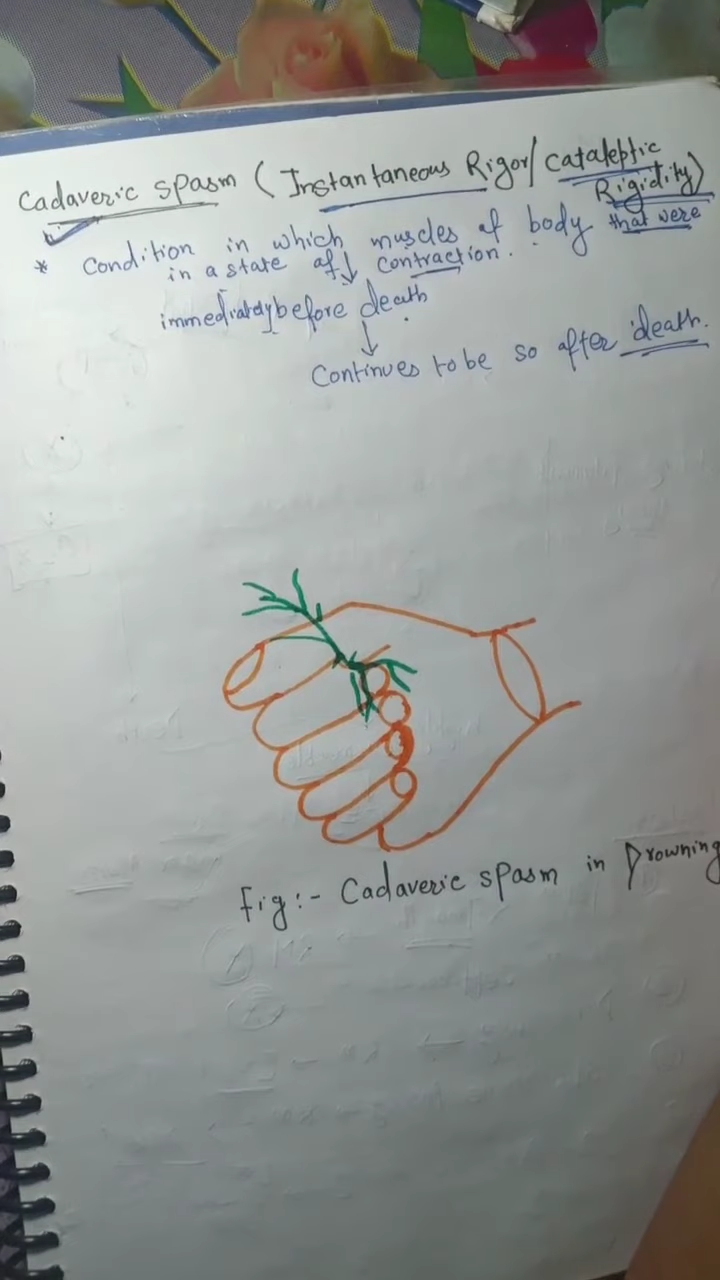 Cadaveric spasm (Instantaneous Rigor/ Cataleptic
Rigidity)
* Condition in which muscles of body that were
in a state of contraction.
↓
immediately before death
↓
Continues to be so after death.
Fig:- Cadaveric spasm in Drowning